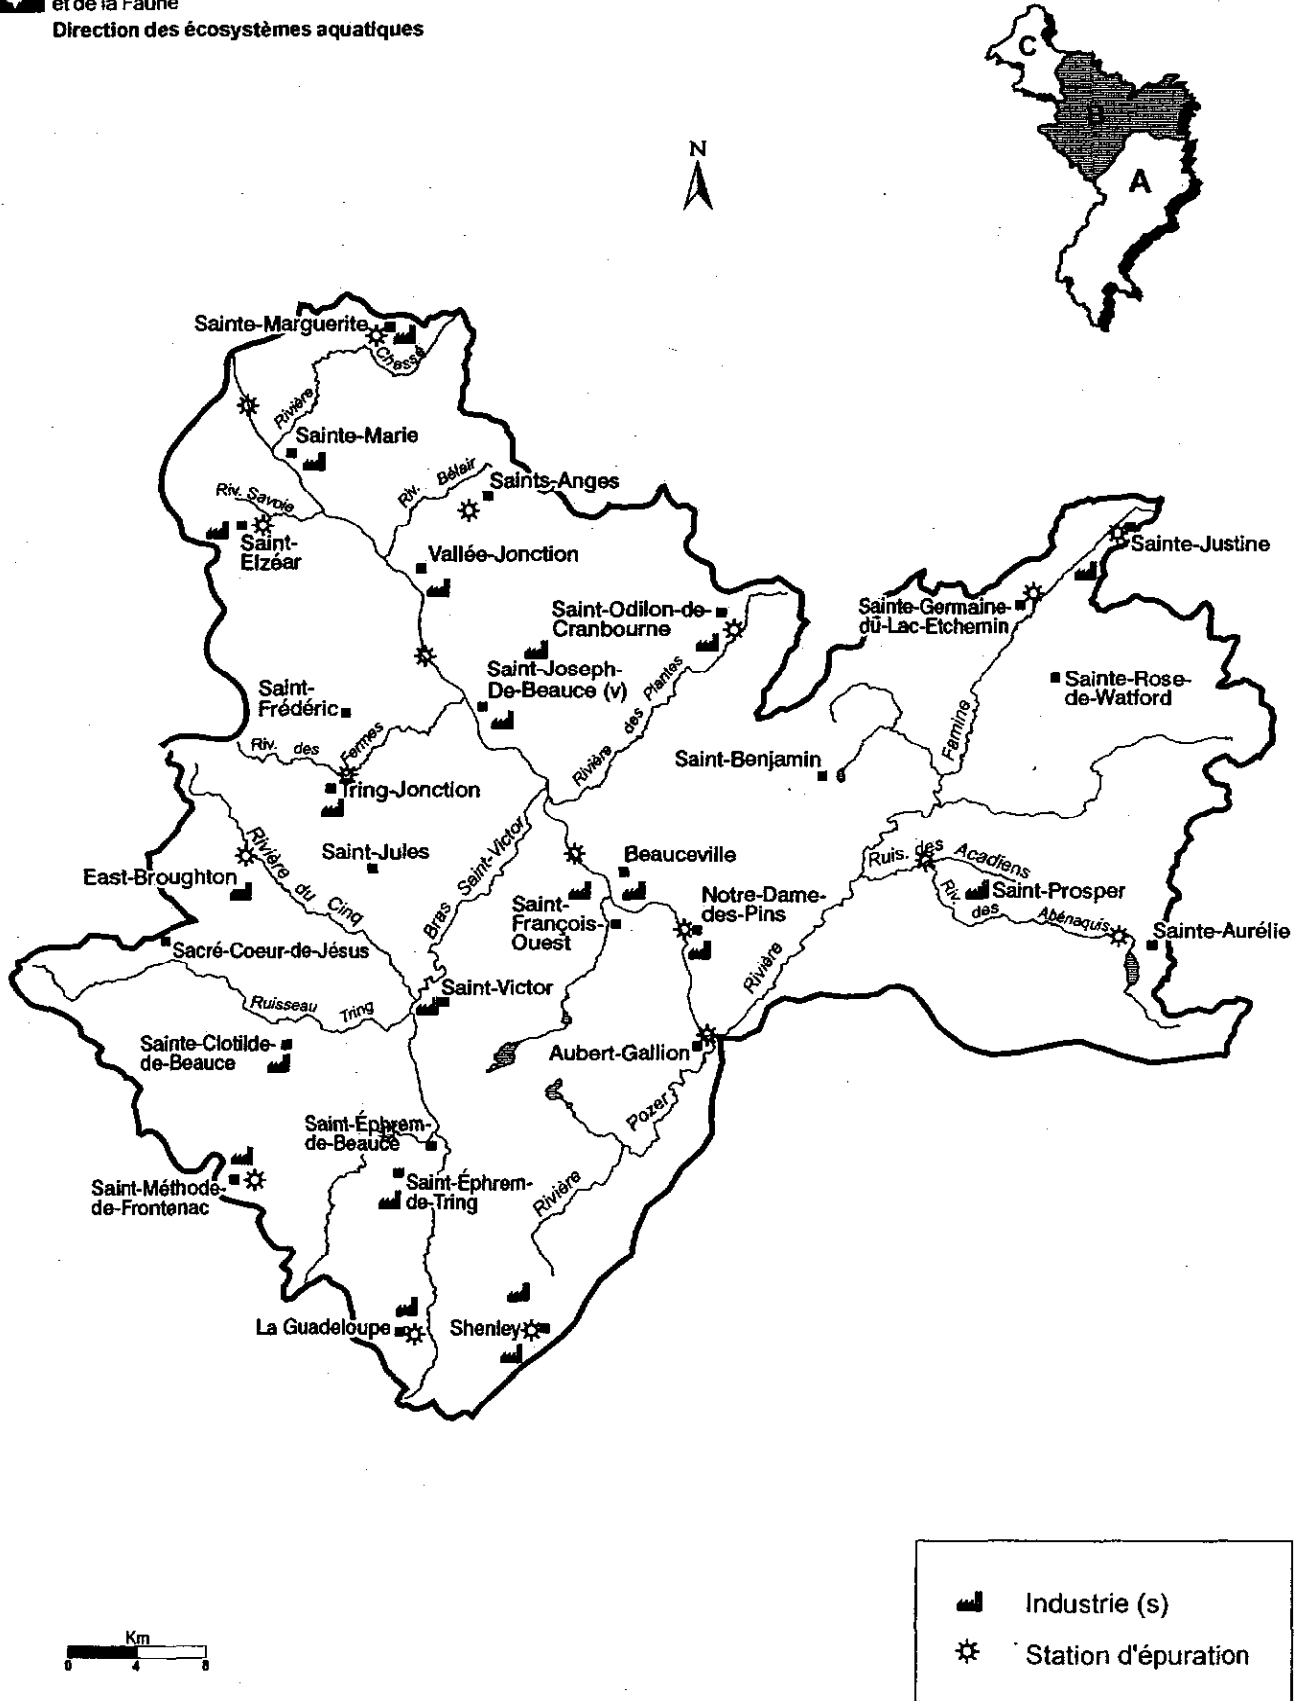 et de la Faune
Direction des écosystèmes aquatiques
C
B
A
N
Sainte-Marguerite
Chassé
Rivière
Sainte-Marie
Riv. Bélair
Saints-Anges
Riv. Savoie
Saint-
Elzéar
Vallée-Jonction
Sainte-Justine
Sainte-Germaine-
du-Lac-Etchemin
Saint-Odilon-de-
Cranbourne
Saint-Joseph-
De-Beauce (v)
Rivière des Plantes
Sainte-Rose-
de-Watford
Saint-
Frédéric
Riv. des Fermes
Famine
Saint-Benjamin
Tring-Jonction
Saint-Jules
Rivière du Cinq
Bras Saint-Victor
Beauceville
Ruis. des Acadiens
East-Broughton
Saint-
François-
Ouest
Notre-Dame-
des-Pins
Saint-Prosper
Riv. des Abénaquis
Sainte-Aurélie
Sacré-Coeur-de-Jésus
Rivière
Saint-Victor
Ruisseau Tring
Sainte-Clotilde-
de-Beauce
Aubert-Gallion
Saint-Éphrem-
de-Beauce
Pozer
Rivière
Saint-Méthode-
de-Frontenac
Saint-Éphrem-
de-Tring
La Guadeloupe
Shenley
Industrie (s)
Station d'épuration
Km
0 4 8